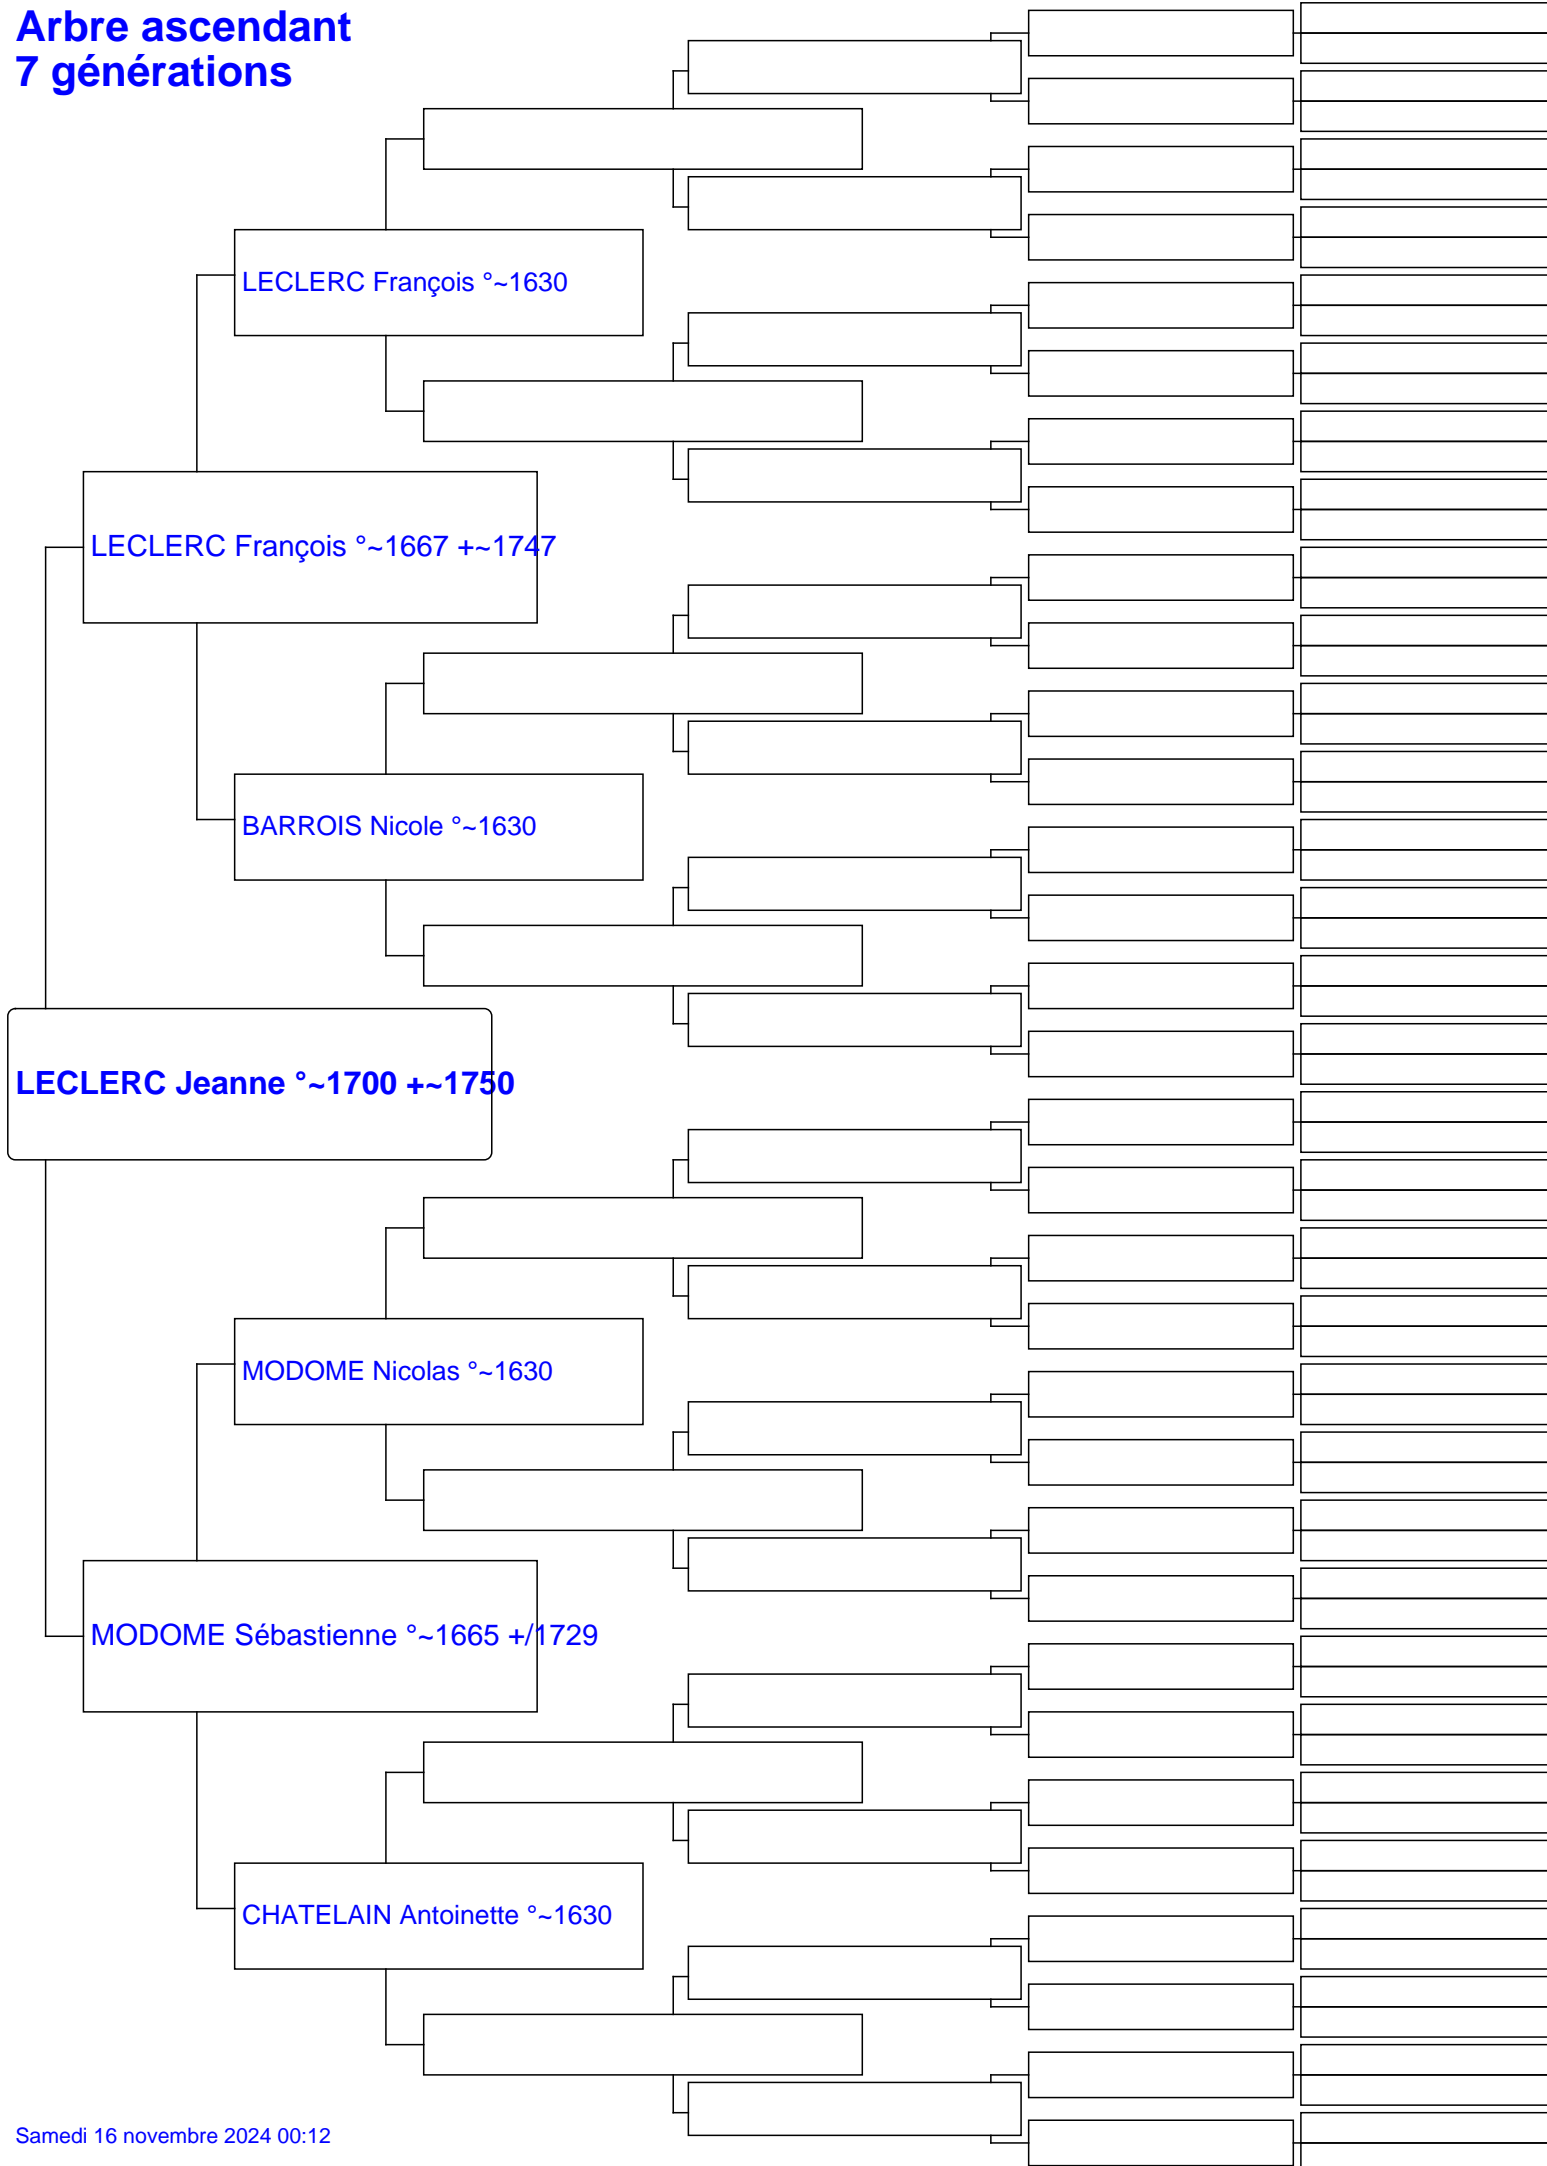 Arbre ascendant
7 générations
LECLERC François °~1630
LECLERC François °~1667 +~1747
BARROIS Nicole °~1630
LECLERC Jeanne °~1700 +~1750
MODOME Nicolas °~1630
MODOME Sébastienne °~1665 +/1729
CHATELAIN Antoinette °~1630
Samedi 16 novembre 2024 00:12